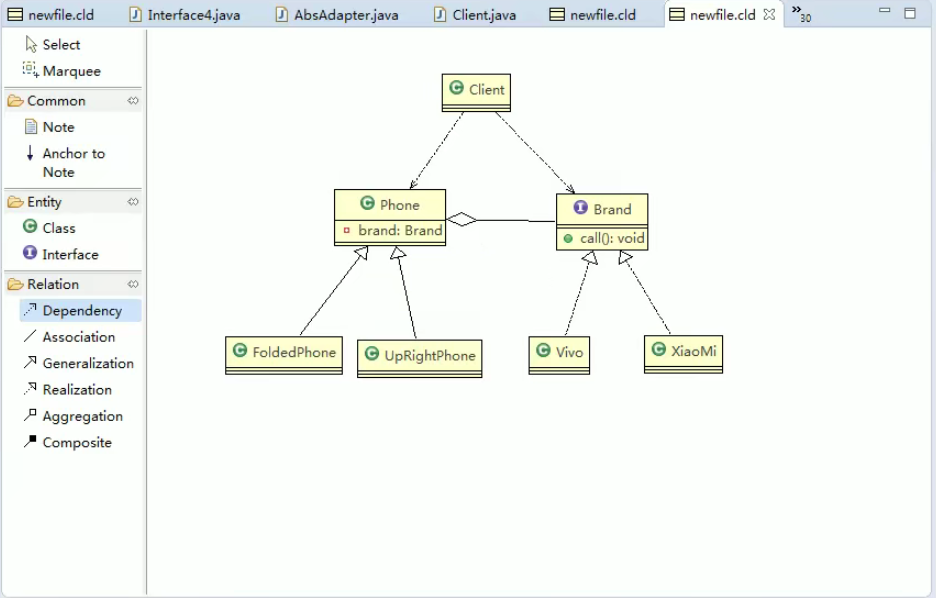 newfile.cld Interface4.java AbsAdapter.java Client.java newfile.cld newfile.cld »30
Select
Marquee
Common
Note
Anchor to
Note
Entity
Class
Interface
Relation
Dependency
Association
Generalization
Realization
Aggregation
Composite
C Client
C Phone
brand: Brand
I Brand
call(): void
C FoldedPhone
C UpRightPhone
C Vivo
C XiaoMi